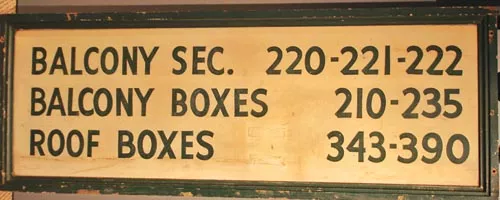 BALCONY SEC. 220-221-222
BALCONY BOXES 210-235
ROOF BOXES 343-390